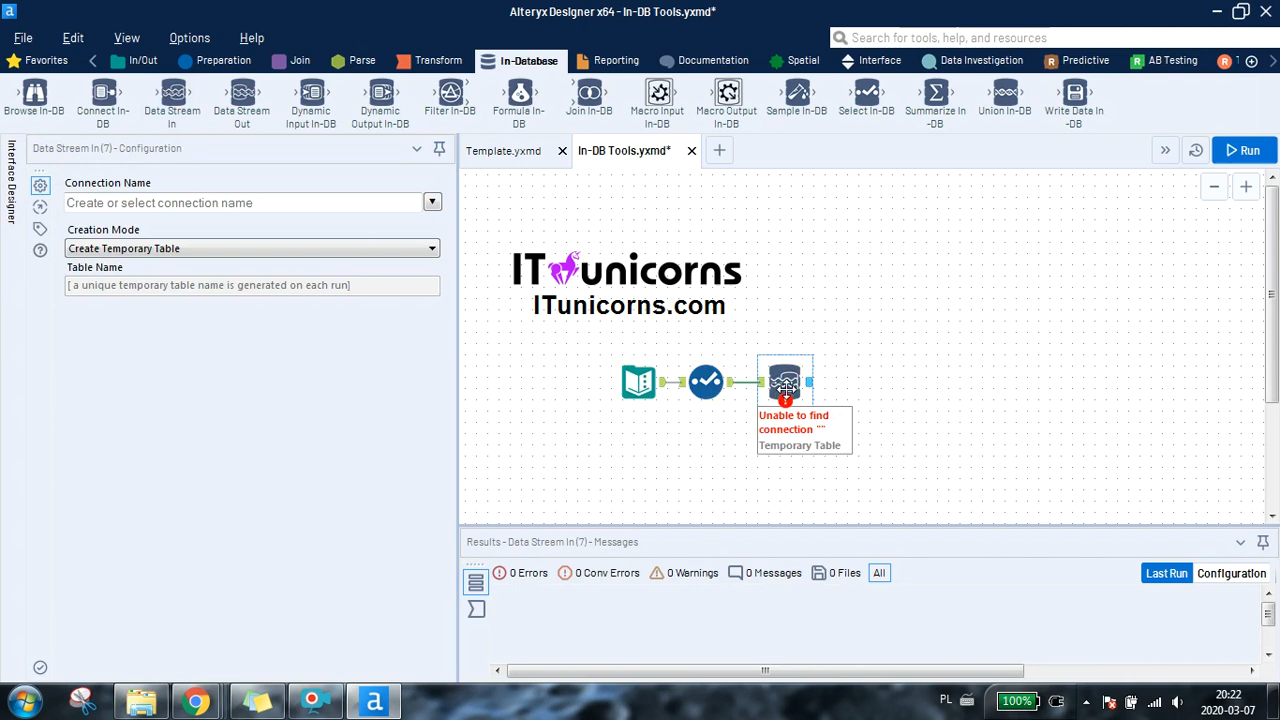 Alteryx Designer x64 - In-DB Tools.yxmd*
File Edit View Options Help
Search for tools, help, and resources
Favorites In/Out Preparation Join Parse Transform In-Database Reporting Documentation Spatial Interface Data Investigation Predictive AB Testing
Browse In-DB
Connect In-DB
Data Stream In
Data Stream Out
Dynamic Input In-DB
Dynamic Output In-DB
Filter In-DB
Formula In-DB
Join In-DB
Macro Input In-DB
Macro Output In-DB
Sample In-DB
Select In-DB
Summarize In-DB
Union In-DB
Write Data In-DB
Interface Designer
Data Stream In (7) - Configuration
Connection Name
Create or select connection name
Creation Mode
Create Temporary Table
Table Name
[ a unique temporary table name is generated on each run]
Template.yxmd In-DB Tools.yxmd*
Run
IT unicorns
ITunicorns.com
Unable to find
connection ""
Temporary Table
Results - Data Stream In (7) - Messages
0 Errors 0 Conv Errors 0 Warnings 0 Messages 0 Files All Last Run Configuration
PL 100% 20:22
2020-03-07